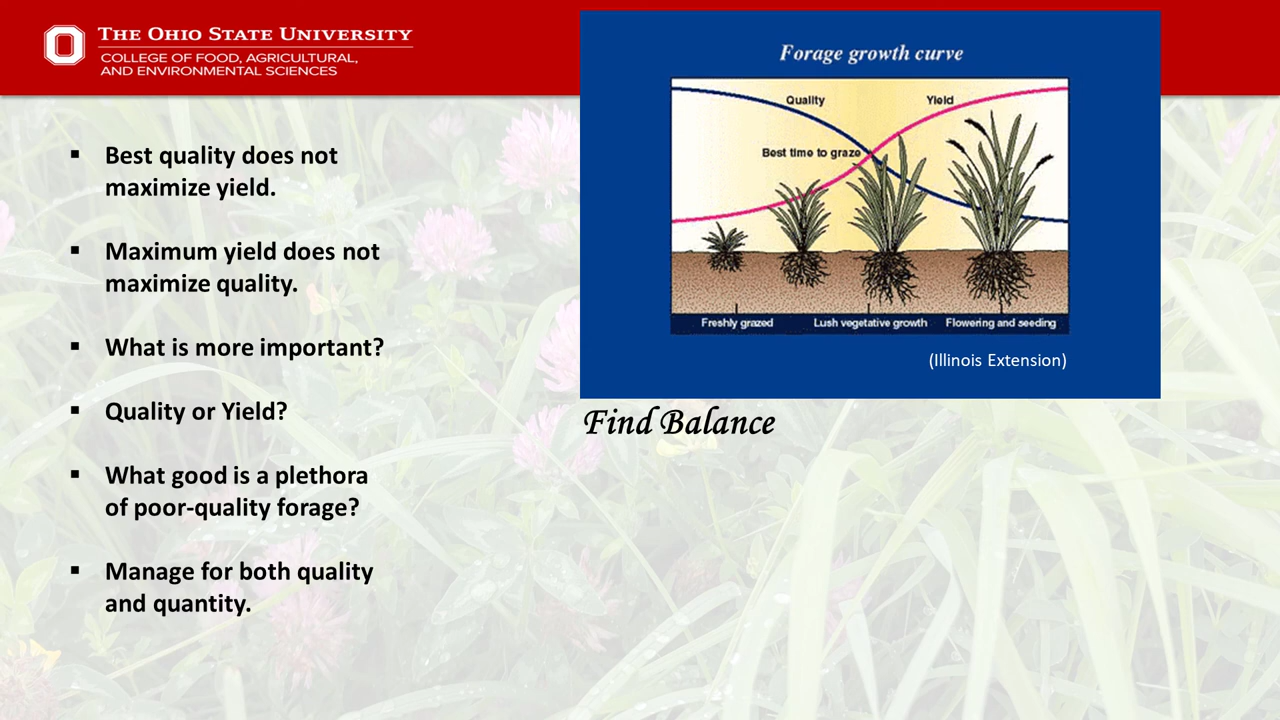 THE OHIO STATE UNIVERSITY
COLLEGE OF FOOD, AGRICULTURAL,
AND ENVIRONMENTAL SCIENCES
▪ Best quality does not
maximize yield.
▪ Maximum yield does not
maximize quality.
▪ What is more important?
▪ Quality or Yield?
▪ What good is a plethora
of poor-quality forage?
▪ Manage for both quality
and quantity.
Forage growth curve
Quality
Yield
Best time to graze
Freshly grazed
Lush vegetative growth
Flowering and seeding
(Illinois Extension)
Find Balance